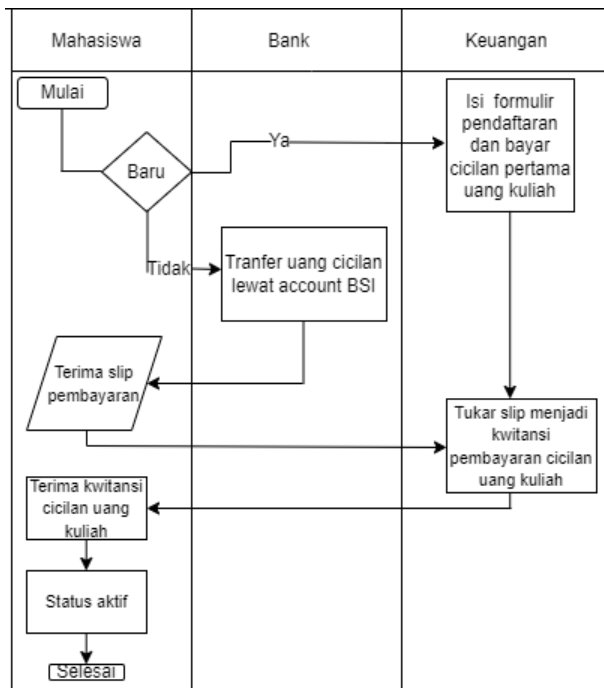 Mahasiswa
Bank
Keuangan
Mulai
Baru
Ya
Isi formulir
pendaftaran
dan bayar
cicilan pertama
uang kuliah
Tidak
Tranfer uang cicilan
lewat account BSI
Terima slip
pembayaran
Tukar slip menjadi
kwitansi
pembayaran cicilan
uang kuliah
Terima kwitansi
cicilan uang
kuliah
Status aktif
Selesai